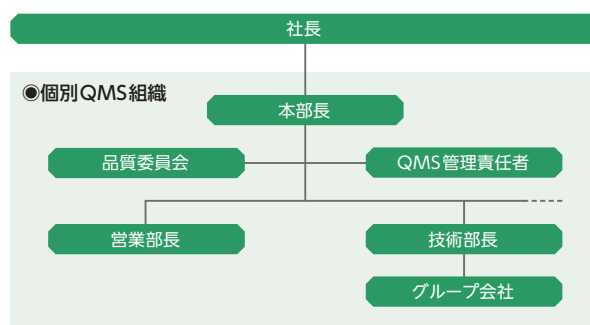 社長
◉個別QMS組織
本部長
品質委員会
QMS管理責任者
営業部長
技術部長
グループ会社